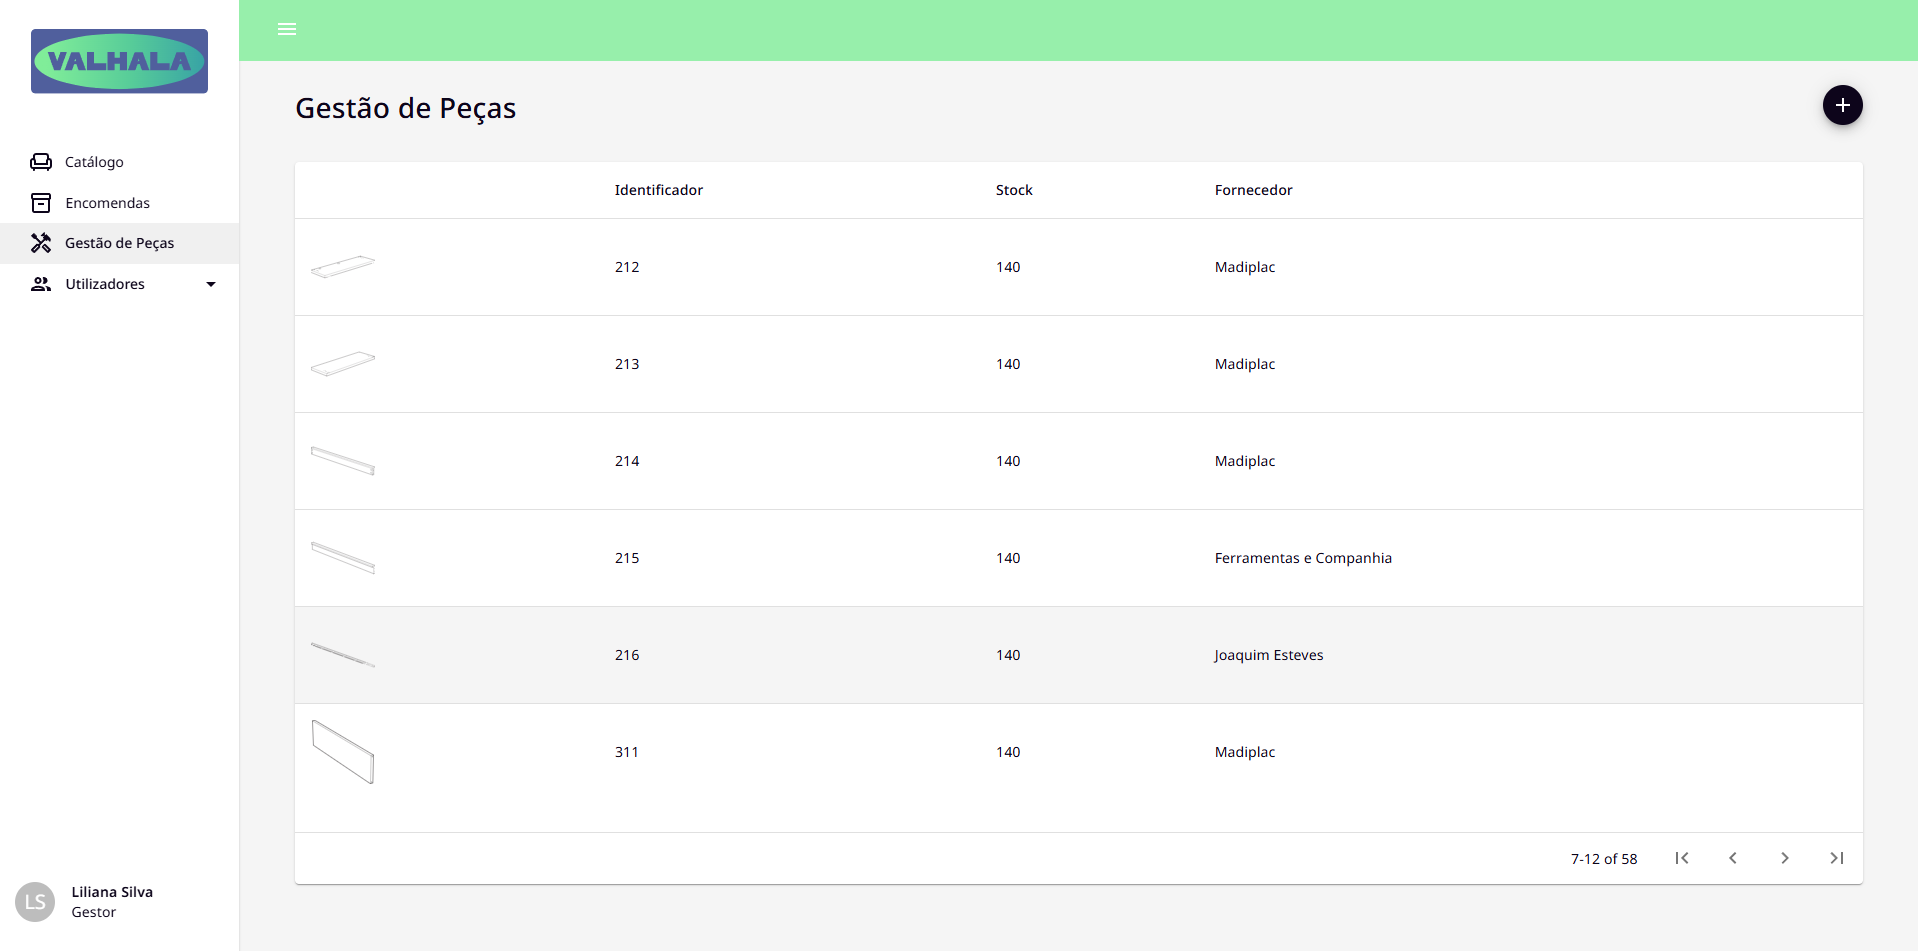 VALHALA
Catálogo
Encomendas
Gestão de Peças
Utilizadores
Liliana Silva
Gestor
LS
Gestão de Peças
Identificador Stock Fornecedor
212 140 Madiplac
213 140 Madiplac
214 140 Madiplac
215 140 Ferramentas e Companhia
216 140 Joaquim Esteves
311 140 Madiplac
7-12 of 58